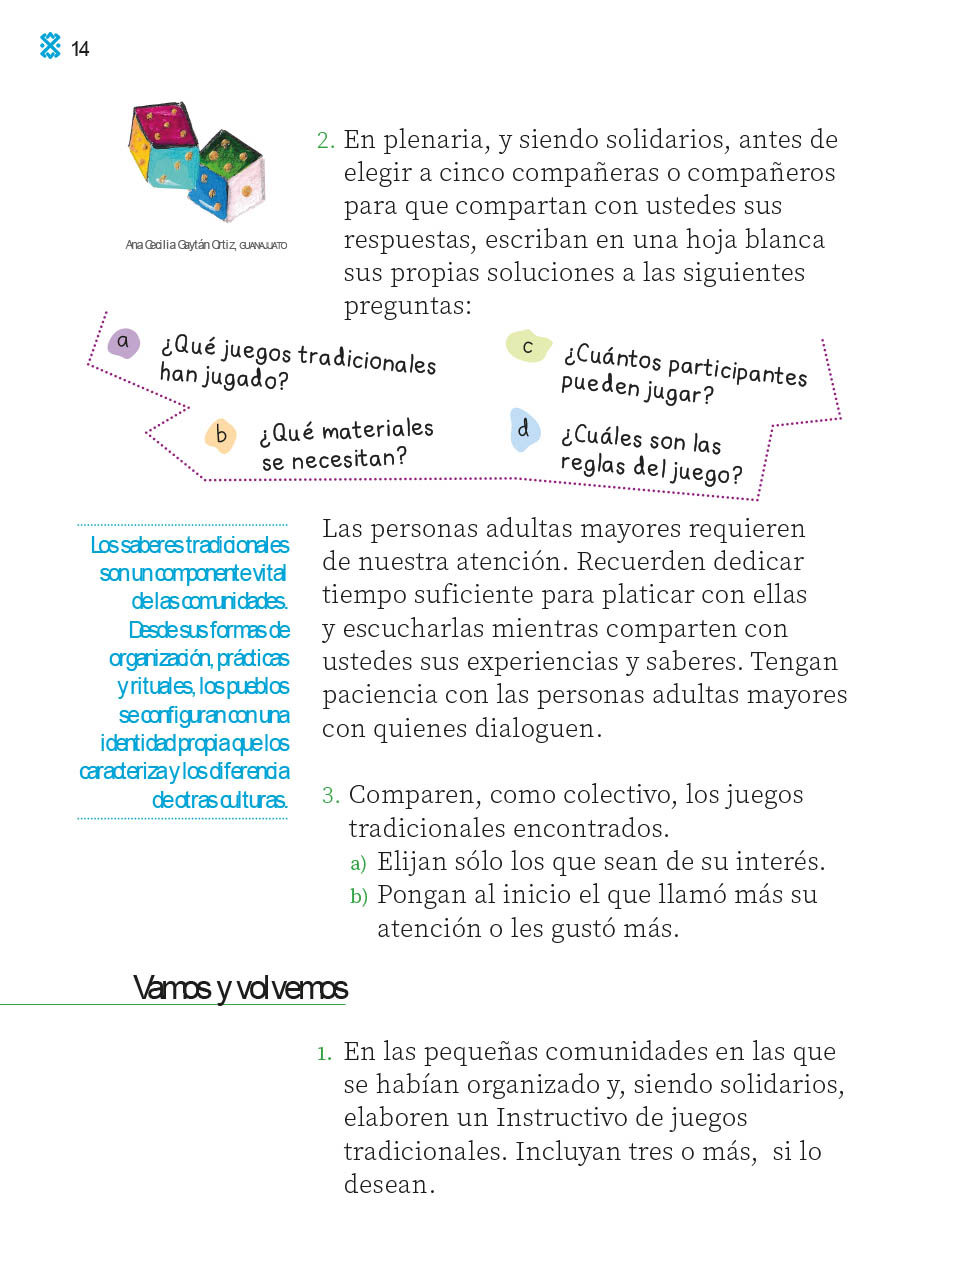 14
2. En plenaria, y siendo solidarios, antes de
elegir a cinco compañeras o compañeros
para que compartan con ustedes sus
respuestas, escriban en una hoja blanca
sus propias soluciones a las siguientes
preguntas:
Ana Cecilia Gaytán Ortiz, GUANAJUATO
a ¿Qué juegos tradicionales
han jugado?
b ¿Qué materiales
se necesitan?
c ¿Cuántos participantes
pueden jugar?
d ¿Cuáles son las
reglas del juego?
Los saberes tradicionales
son un componente vital
de las comunidades.
Desde sus formas de
organización, prácticas
y rituales, los pueblos
se configuran con una
identidad propia que los
caracteriza y los diferencia
de otras culturas.
Las personas adultas mayores requieren
de nuestra atención. Recuerden dedicar
tiempo suficiente para platicar con ellas
y escucharlas mientras comparten con
ustedes sus experiencias y saberes. Tengan
paciencia con las personas adultas mayores
con quienes dialoguen.
3. Comparen, como colectivo, los juegos
tradicionales encontrados.
a) Elijan sólo los que sean de su interés.
b) Pongan al inicio el que llamó más su
atención o les gustó más.
Vamos y volvemos
1. En las pequeñas comunidades en las que
se habían organizado y, siendo solidarios,
elaboren un Instructivo de juegos
tradicionales. Incluyan tres o más, si lo
desean.